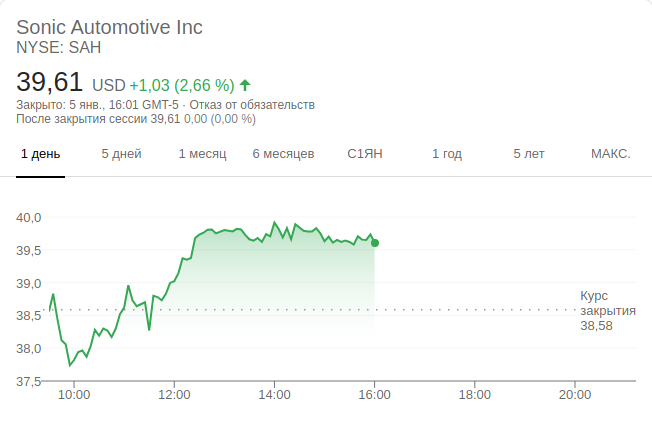 Sonic Automotive Inc
NYSE: SAH
39,61 USD +1,03 (2,66 %)
Закрыто: 5 янв., 16:01 GMT-5 · Отказ от обязательств
После закрытия сессии 39,61 0,00 (0,00 %)
1 день 5 дней 1 месяц 6 месяцев С1ЯН 1 год 5 лет МАКС.
40,0
39,5
39,0
38,5
38,0
37,5
Курс
закрытия
38,58
10:00 12:00 14:00 16:00 18:00 20:00